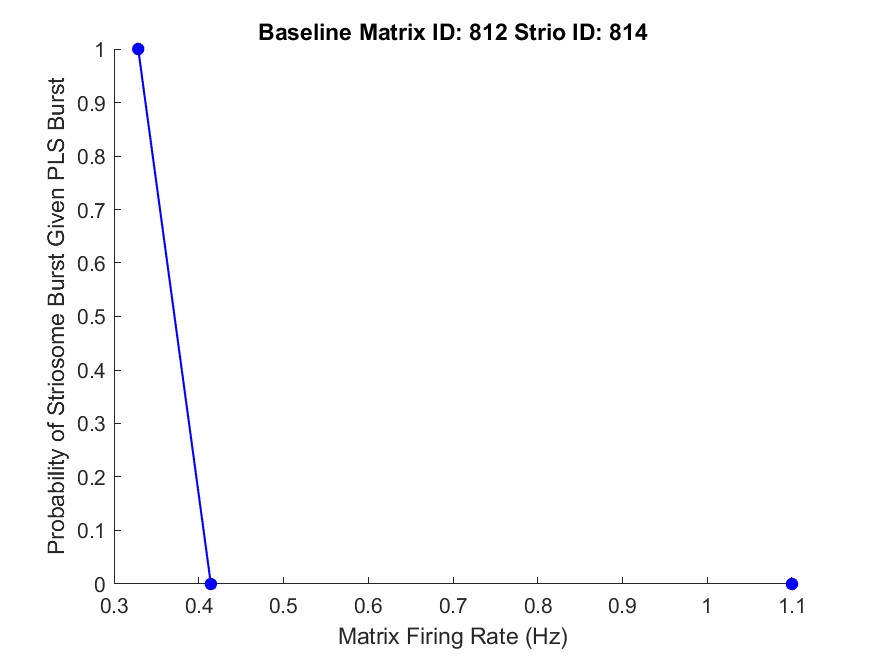 Baseline Matrix ID: 812 Strio ID: 814
Probability of Striosome Burst Given PLS Burst
1
0.9
0.8
0.7
0.6
0.5
0.4
0.3
0.2
0.1
0
0.3 0.4 0.5 0.6 0.7 0.8 0.9 1 1.1
Matrix Firing Rate (Hz)